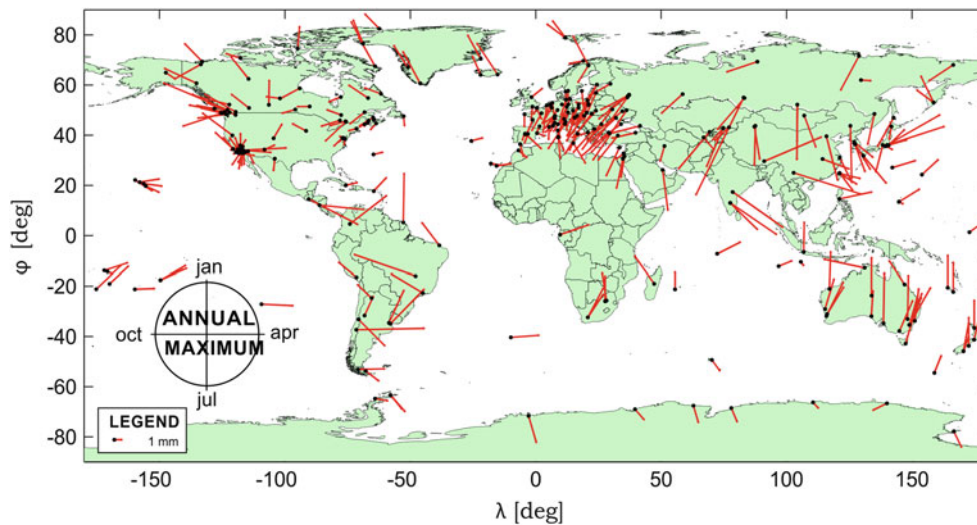 80
60
40
20
0
-20
-40
-60
-80
φ [deg]
jan
ANNUAL
oct
apr
MAXIMUM
jul
LEGEND
1 mm
-150
-100
-50
0
50
100
150
λ [deg]